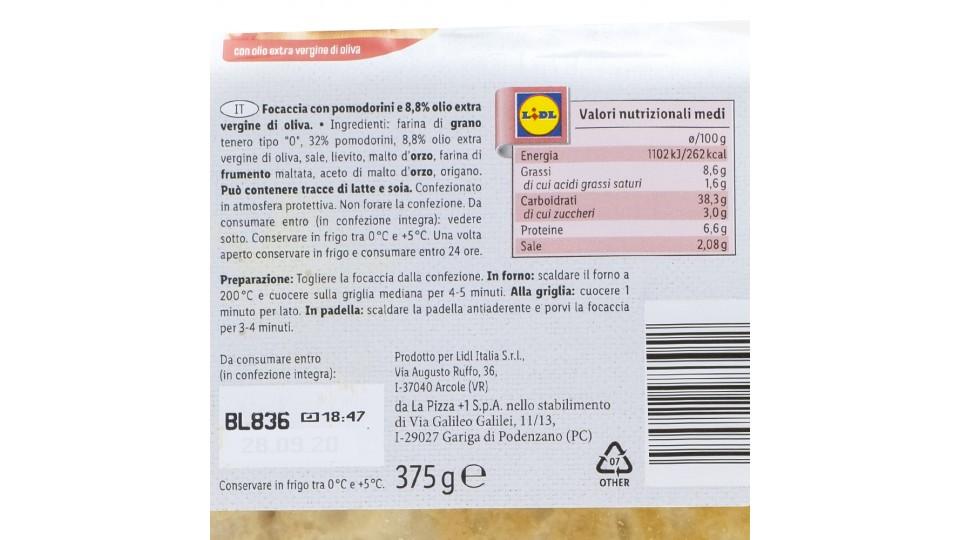 con olio extra vergine di oliva
IT Focaccia con pomodorini e 8,8% olio extra
vergine di oliva. • Ingredienti: farina di grano
tenero tipo "0", 32% pomodorini, 8,8% olio extra
vergine di oliva, sale, lievito, malto d'orzo, farina di
frumento maltata, aceto di malto d'orzo, origano.
Può contenere tracce di latte e soia. Confezionato
in atmosfera protettiva. Non forare la confezione. Da
consumare entro (in confezione integra): vedere
sotto. Conservare in frigo tra 0°C e +5°C. Una volta
aperto conservare in frigo e consumare entro 24 ore.
LIDL
Valori nutrizionali medi
ø/100 g
Energia 1102 kJ/262 kcal
Grassi 8,6 g
di cui acidi grassi saturi 1,6 g
Carboidrati 38,3 g
di cui zuccheri 3,0 g
Proteine 6,6 g
Sale 2,08 g
Preparazione: Togliere la focaccia dalla confezione. In forno: scaldare il forno a
200°C e cuocere sulla griglia mediana per 4-5 minuti. Alla griglia: cuocere 1
minuto per lato. In padella: scaldare la padella antiaderente e porvi la focaccia
per 3-4 minuti.
Da consumare entro
(in confezione integra):
BL836 18:47
28.09.20
Conservare in frigo tra 0°C e +5°C.
Prodotto per Lidl Italia S.r.l.,
Via Augusto Ruffo, 36,
I-37040 Arcole (VR)
da La Pizza +1 S.p.A. nello stabilimento
di Via Galileo Galilei, 11/13,
I-29027 Gariga di Podenzano (PC)
375 g e
07
OTHER